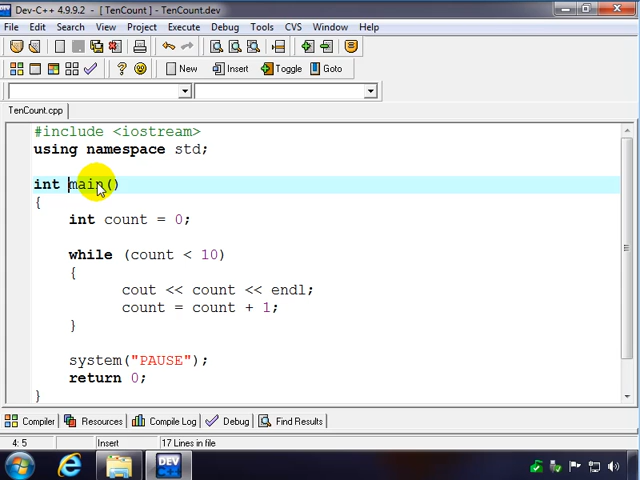 Dev-C++ 4.9.9.2 - [ TenCount ] - TenCount.dev
File Edit Search View Project Execute Debug Tools CVS Window Help
New Insert Toggle Goto
TenCount.cpp
#include <iostream>
using namespace std;
int main()
{
int count = 0;
while (count < 10)
{
cout << count << endl;
count = count + 1;
}
system("PAUSE");
return 0;
}
Compiler Resources Compile Log Debug Find Results
4: 5 Insert 17 Lines in file
DEV